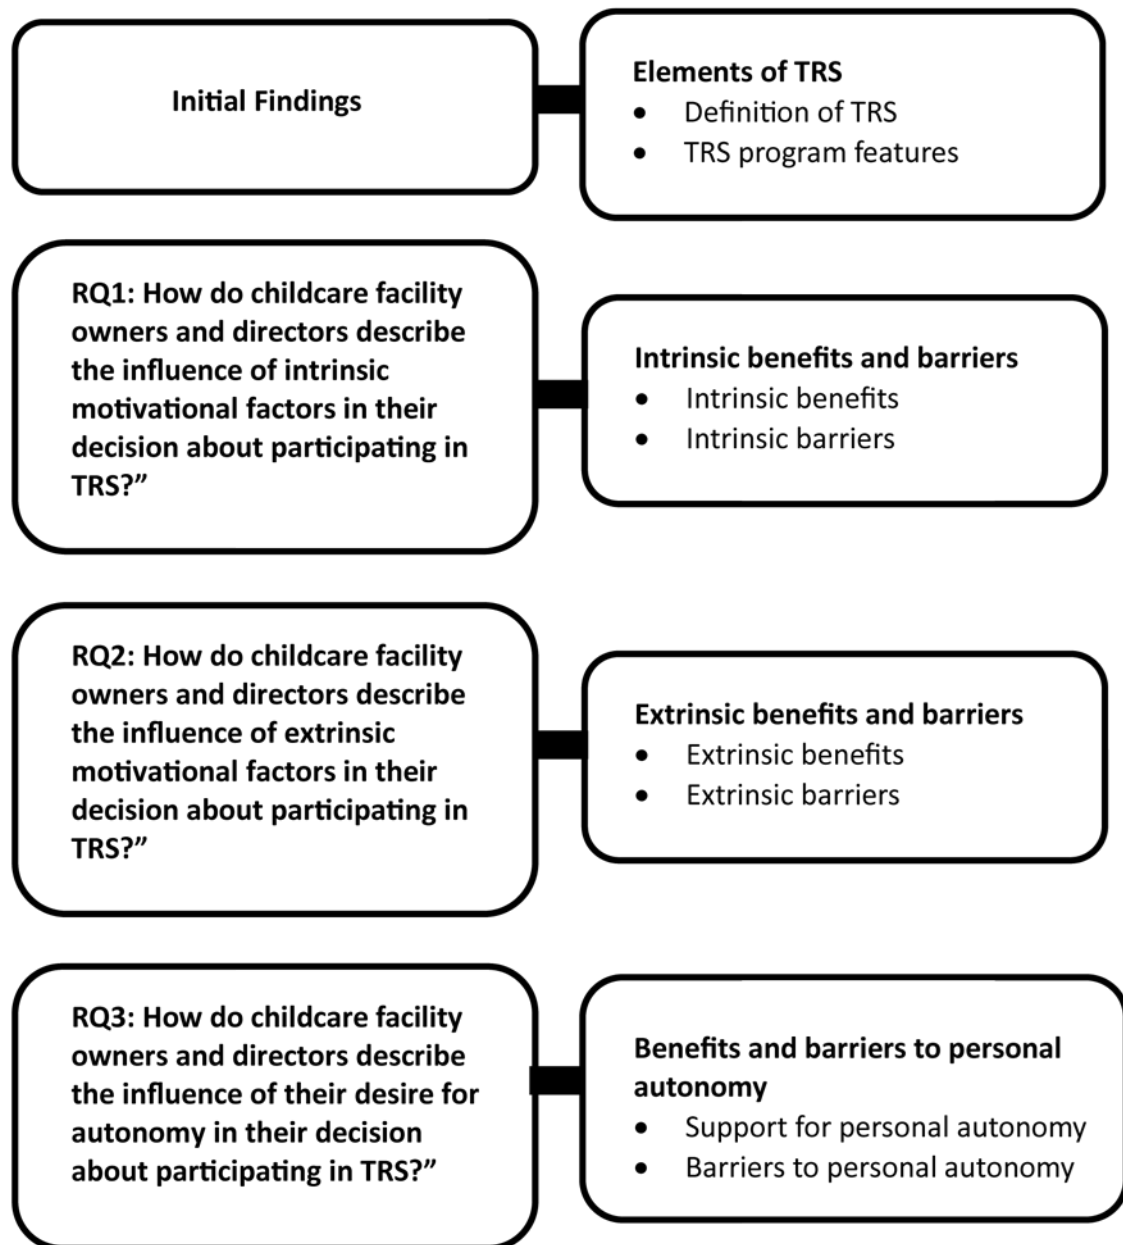 Initial Findings
Elements of TRS
• Definition of TRS
• TRS program features
RQ1: How do childcare facility
owners and directors describe
the influence of intrinsic
motivational factors in their
decision about participating in
TRS?”
Intrinsic benefits and barriers
• Intrinsic benefits
• Intrinsic barriers
RQ2: How do childcare facility
owners and directors describe
the influence of extrinsic
motivational factors in their
decision about participating in
TRS?”
Extrinsic benefits and barriers
• Extrinsic benefits
• Extrinsic barriers
RQ3: How do childcare facility
owners and directors describe
the influence of their desire for
autonomy in their decision
about participating in TRS?”
Benefits and barriers to personal
autonomy
• Support for personal autonomy
• Barriers to personal autonomy